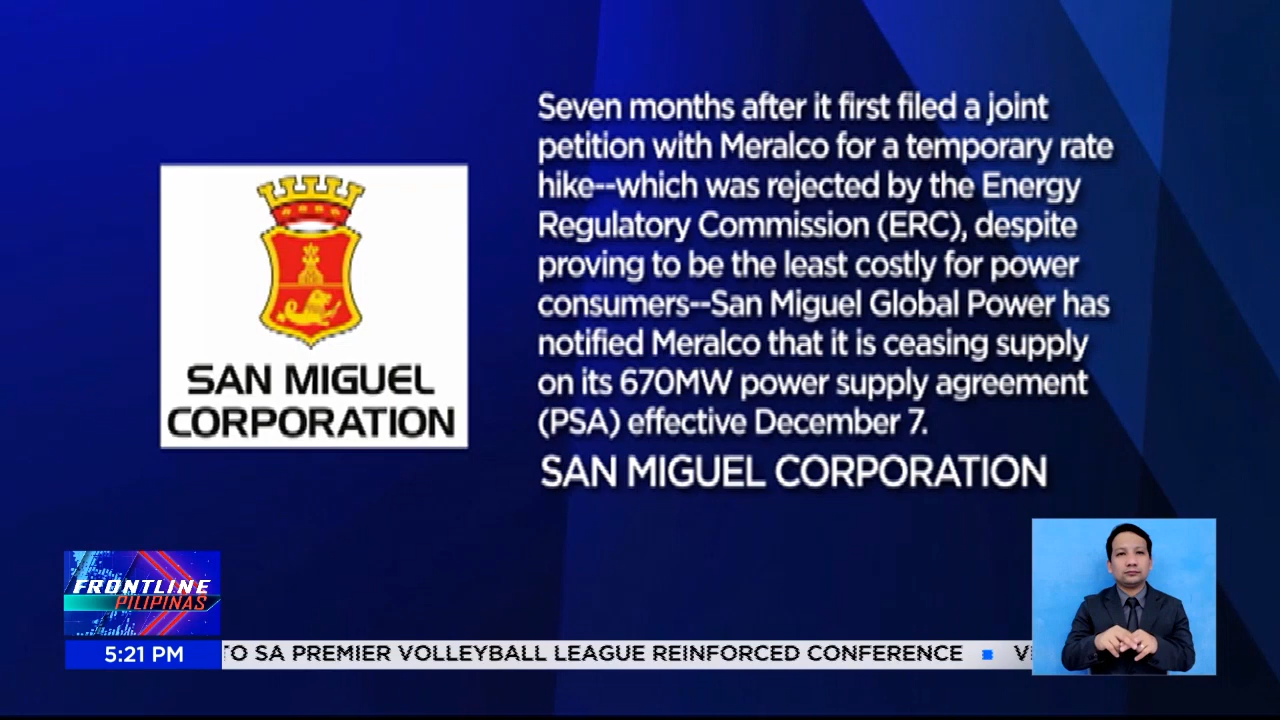 Seven months after it first filed a joint
petition with Meralco for a temporary rate
hike--which was rejected by the Energy
Regulatory Commission (ERC), despite
proving to be the least costly for power
consumers--San Miguel Global Power has
notified Meralco that it is ceasing supply
on its 670MW power supply agreement
(PSA) effective December 7.
SAN MIGUEL CORPORATION
SAN MIGUEL
CORPORATION
FRONTLINE
PILIPINAS
5:21 PM
TO SA PREMIER VOLLEYBALL LEAGUE REINFORCED CONFERENCE